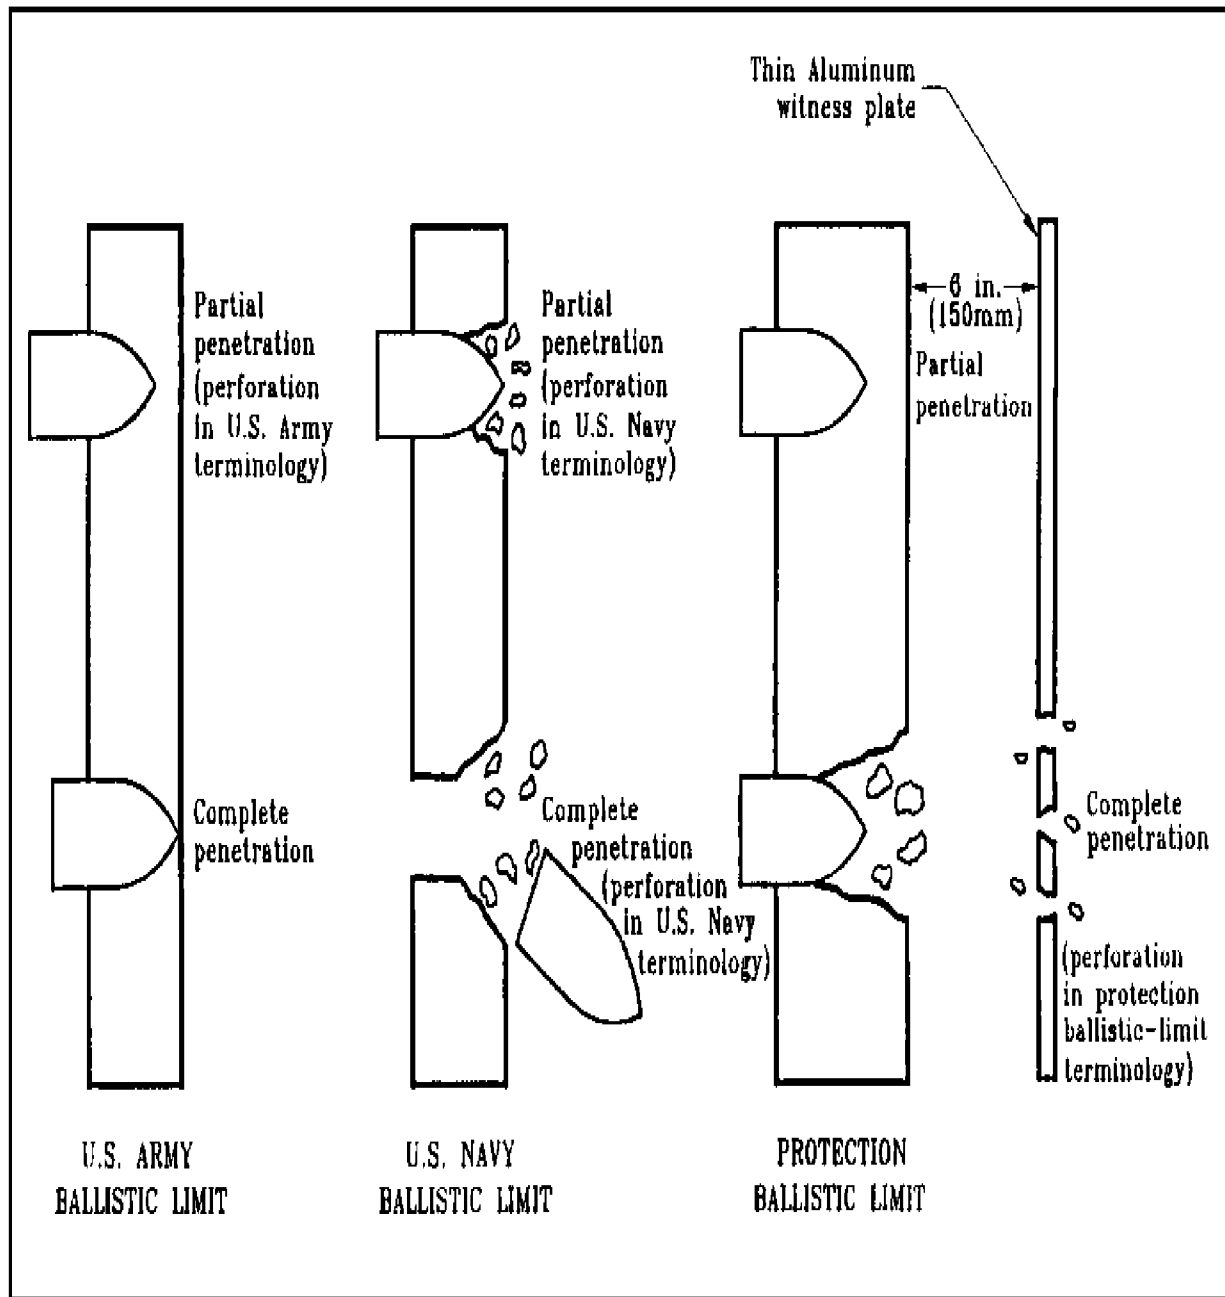 Thin Aluminum
witness plate
6 in.
(150mm)
Partial
penetration
(perforation
in U.S. Army
terminology)
Partial
penetration
(perforation
in U.S. Navy
terminology)
Partial
penetration
Complete
penetration
Complete
penetration
(perforation
in U.S. Navy
terminology)
Complete
penetration
(perforation
in protection
ballistic-limit
terminology)
U.S. ARMY
BALLISTIC LIMIT
U.S. NAVY
BALLISTIC LIMIT
PROTECTION
BALLISTIC LIMIT